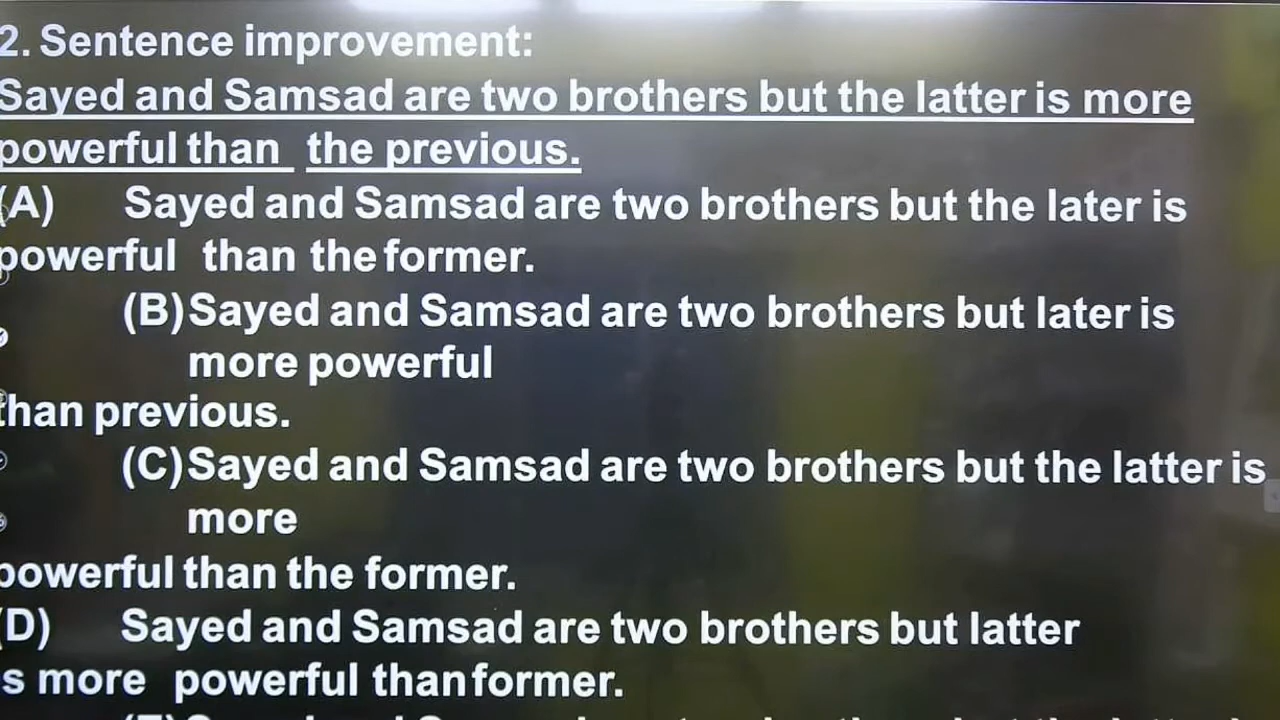 2. Sentence improvement:
Sayed and Samsad are two brothers but the latter is more
powerful than the previous.
(A) Sayed and Samsad are two brothers but the later is
powerful than the former.
(B) Sayed and Samsad are two brothers but later is
more powerful
than previous.
(C) Sayed and Samsad are two brothers but the latter is
more
powerful than the former.
(D) Sayed and Samsad are two brothers but latter
s more powerful than former.